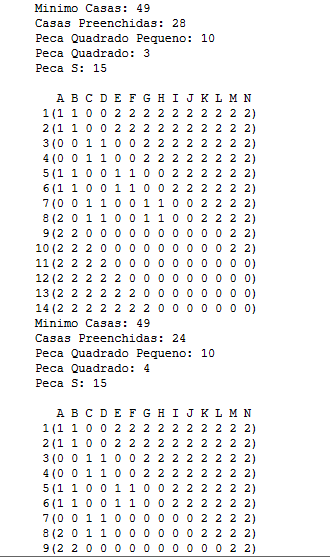 Minimo Casas: 49
Casas Preenchidas: 28
Peca Quadrado Pequeno: 10
Peca Quadrado: 3
Peca S: 15
A B C D E F G H I J K L M N
1(1 1 0 0 2 2 2 2 2 2 2 2 2 2)
2(1 1 0 0 2 2 2 2 2 2 2 2 2 2)
3(0 0 1 1 0 0 2 2 2 2 2 2 2 2)
4(0 0 1 1 0 0 2 2 2 2 2 2 2 2)
5(1 1 0 0 1 1 0 0 2 2 2 2 2 2)
6(1 1 0 0 1 1 0 0 2 2 2 2 2 2)
7(0 0 1 1 0 0 1 1 0 0 2 2 2 2)
8(2 0 1 1 0 0 1 1 0 0 2 2 2 2)
9(2 2 0 0 0 0 0 0 0 0 0 0 2 2)
10(2 2 2 0 0 0 0 0 0 0 0 0 2 2)
11(2 2 2 2 0 0 0 0 0 0 0 0 0 0)
12(2 2 2 2 2 0 0 0 0 0 0 0 0 0)
13(2 2 2 2 2 2 0 0 0 0 0 0 0 0)
14(2 2 2 2 2 2 2 0 0 0 0 0 0 0)
Minimo Casas: 49
Casas Preenchidas: 24
Peca Quadrado Pequeno: 10
Peca Quadrado: 4
Peca S: 15
A B C D E F G H I J K L M N
1(1 1 0 0 2 2 2 2 2 2 2 2 2 2)
2(1 1 0 0 2 2 2 2 2 2 2 2 2 2)
3(0 0 1 1 0 0 2 2 2 2 2 2 2 2)
4(0 0 1 1 0 0 2 2 2 2 2 2 2 2)
5(1 1 0 0 1 1 0 0 2 2 2 2 2 2)
6(1 1 0 0 1 1 0 0 2 2 2 2 2 2)
7(0 0 1 1 0 0 0 0 0 0 2 2 2 2)
8(2 0 1 1 0 0 0 0 0 0 2 2 2 2)
9(2 2 0 0 0 0 0 0 0 0 0 0 2 2)